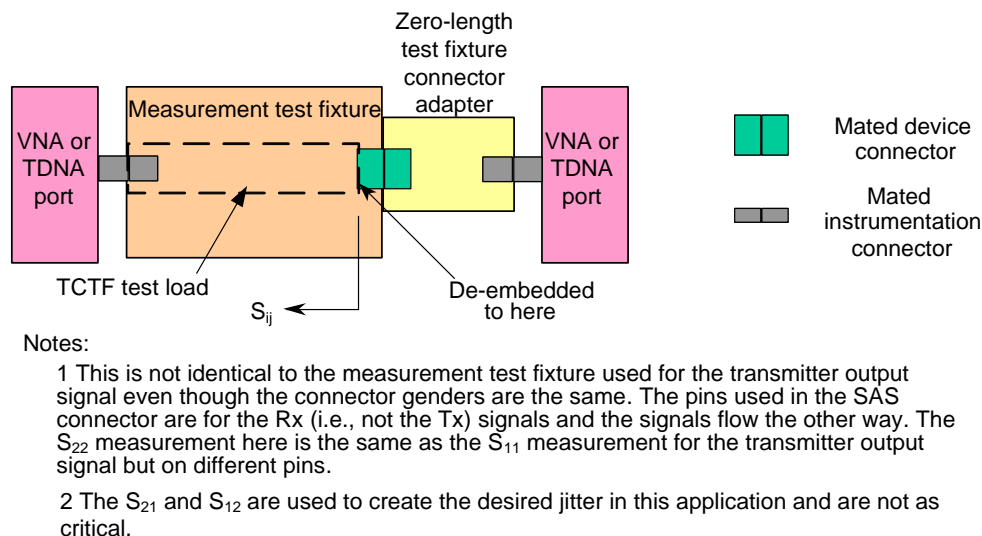 Zero-length
test fixture
connector
adapter
Measurement test fixture
VNA or
TDNA
port
VNA or
TDNA
port
Mated device
connector
Mated
instrumentation
connector
TCTF test load
De-embedded
to here
Sij
Notes:
1 This is not identical to the measurement test fixture used for the transmitter output
signal even though the connector genders are the same. The pins used in the SAS
connector are for the Rx (i.e., not the Tx) signals and the signals flow the other way. The
S22 measurement here is the same as the S11 measurement for the transmitter output
signal but on different pins.
2 The S21 and S12 are used to create the desired jitter in this application and are not as
critical.